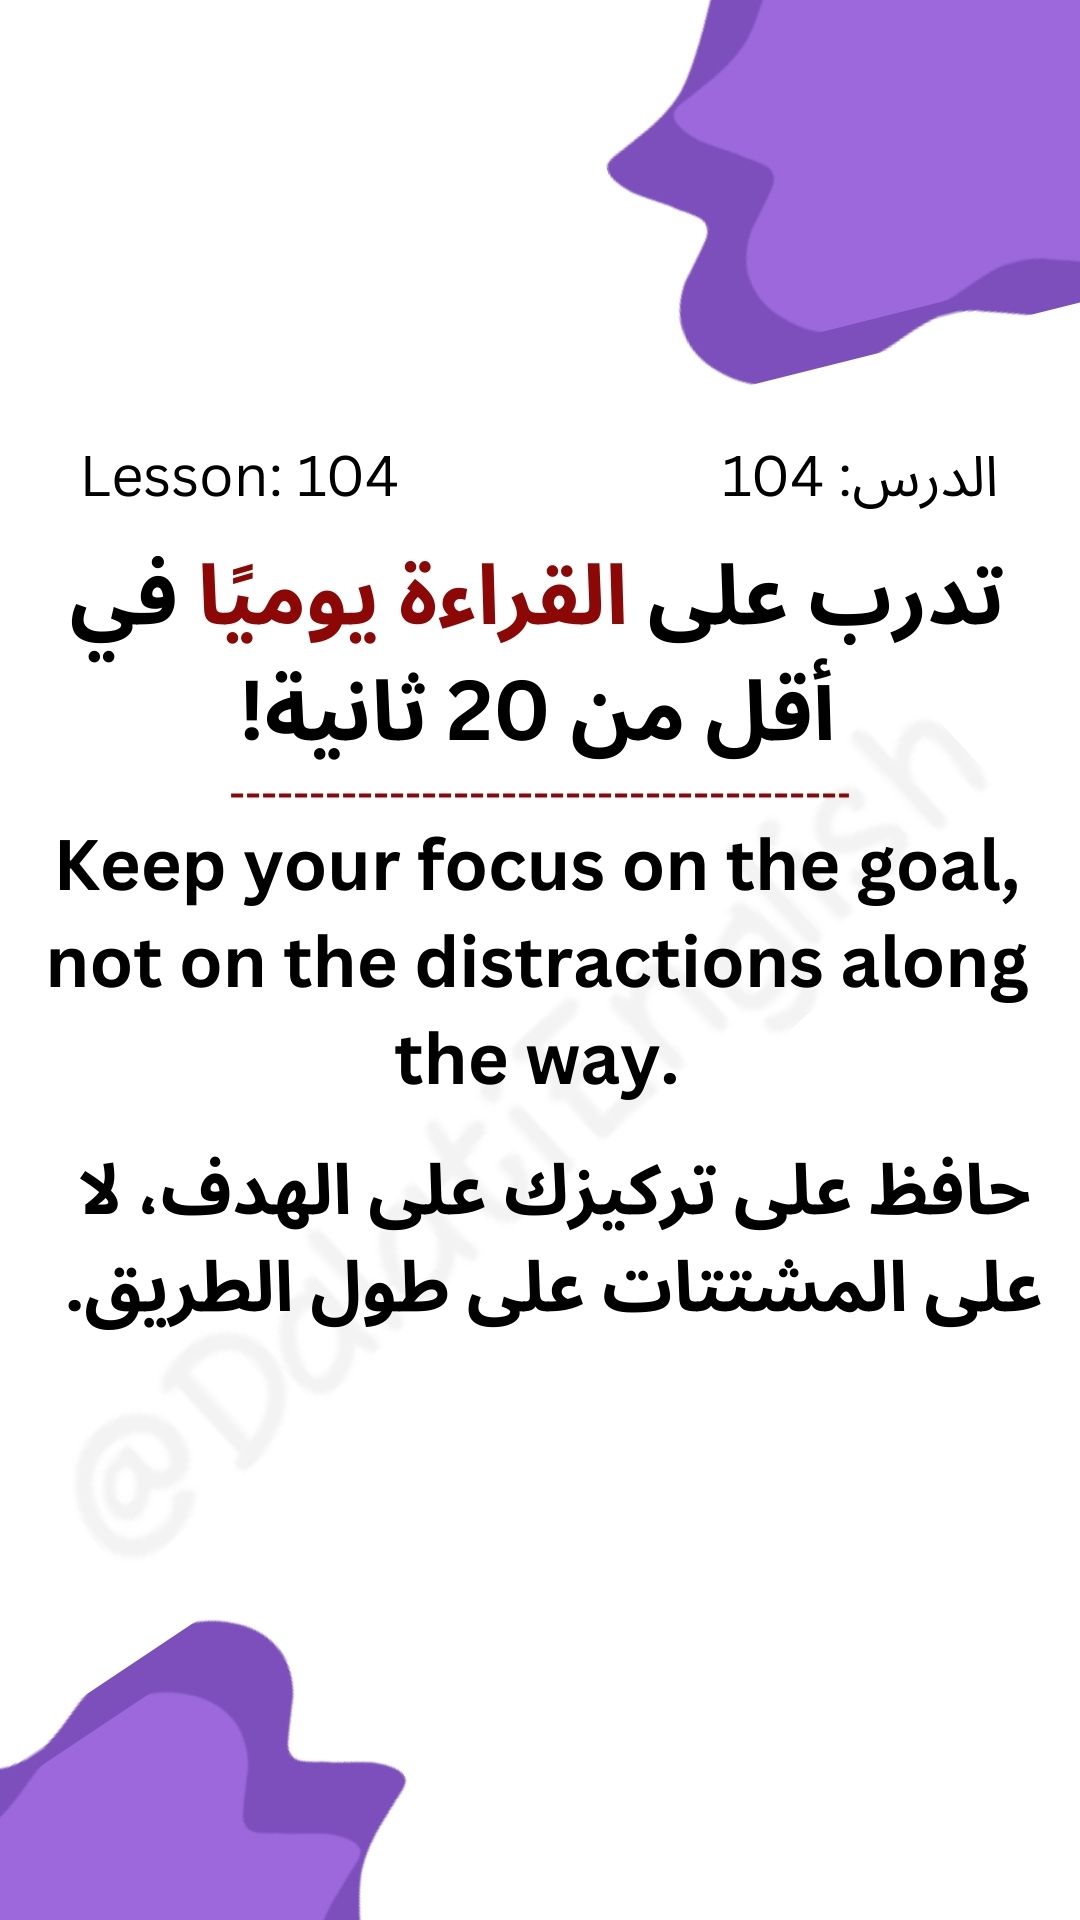 Lesson: 104
الدرس: 104
تدرب على القراءة يوميًا في
أقل من 20 ثانية!
---------------------------------------
Keep your focus on the goal,
not on the distractions along
the way.
حافظ على تركيزك على الهدف، لا
على المشتتات على طول الطريق.
@DalatiEnglish